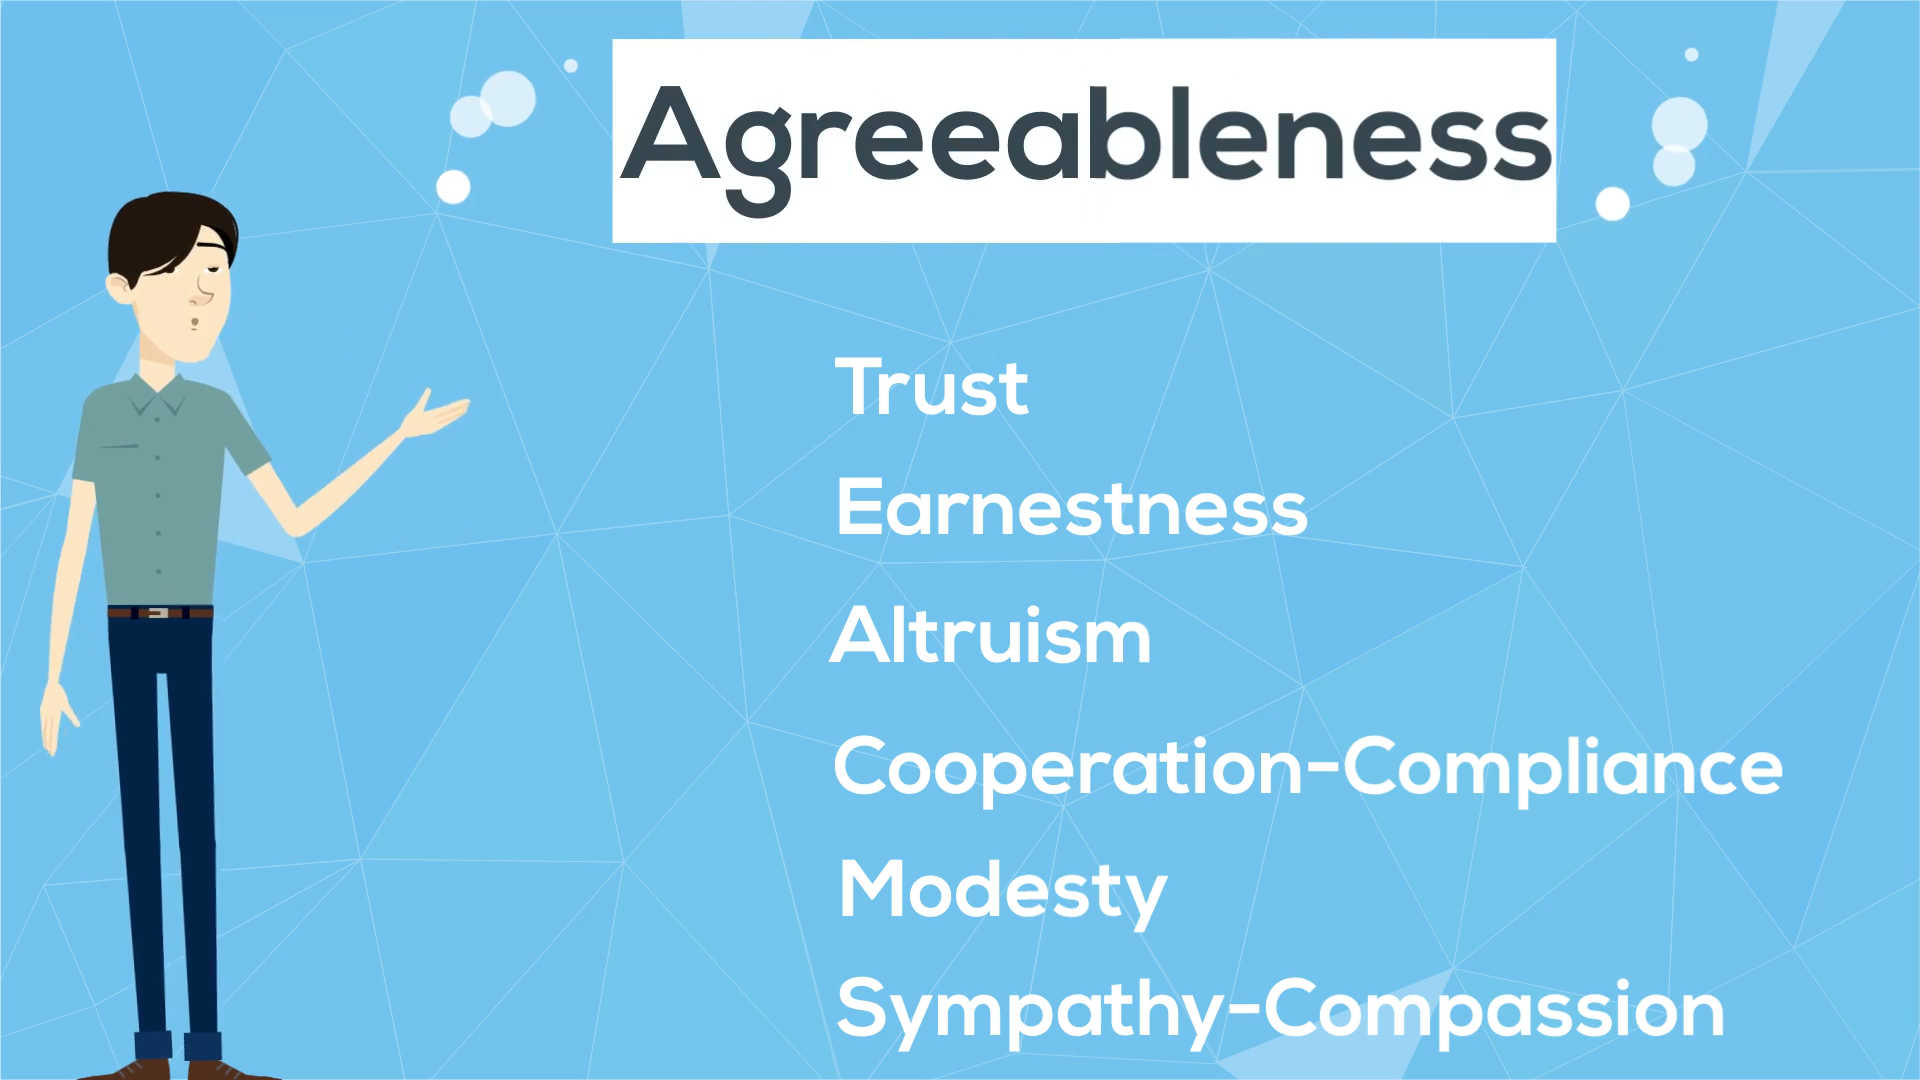 Agreeableness
Trust
Earnestness
Altruism
Cooperation-Compliance
Modesty
Sympathy-Compassion